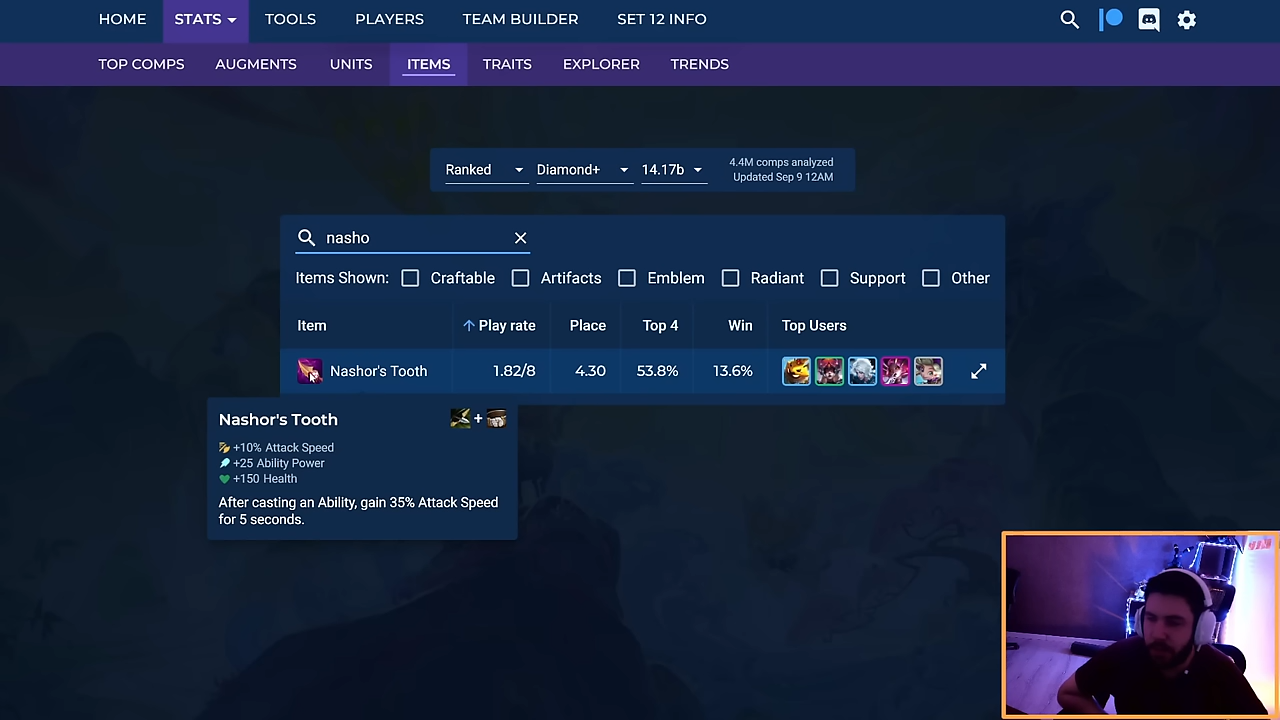 HOME STATS TOOLS PLAYERS TEAM BUILDER SET 12 INFO
TOP COMPS AUGMENTS UNITS ITEMS TRAITS EXPLORER TRENDS
Ranked Diamond+ 14.17b
4.4M comps analyzed
Updated Sep 9 12AM
nasho
Items Shown: Craftable Artifacts Emblem Radiant Support Other
Item Play rate Place Top 4 Win Top Users
Nashor's Tooth 1.82/8 4.30 53.8% 13.6%
Nashor's Tooth +
+10% Attack Speed
+25 Ability Power
+150 Health
After casting an Ability, gain 35% Attack Speed
for 5 seconds.